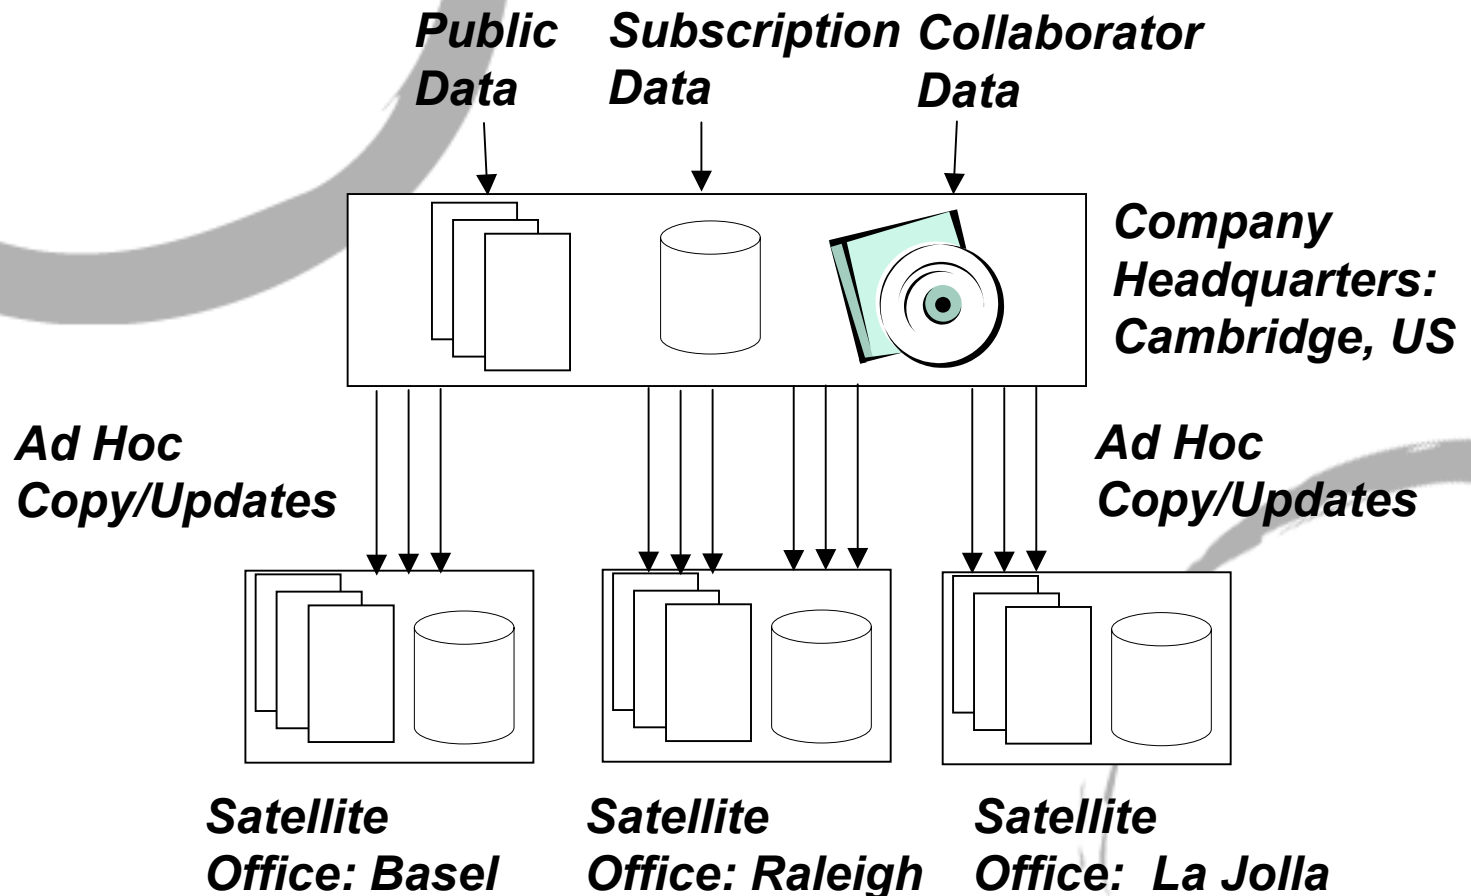 Public
Data
Subscription
Data
Collaborator
Data
Company
Headquarters:
Cambridge, US
Ad Hoc
Copy/Updates
Ad Hoc
Copy/Updates
Satellite
Office: Basel
Satellite
Office: Raleigh
Satellite
Office: La Jolla